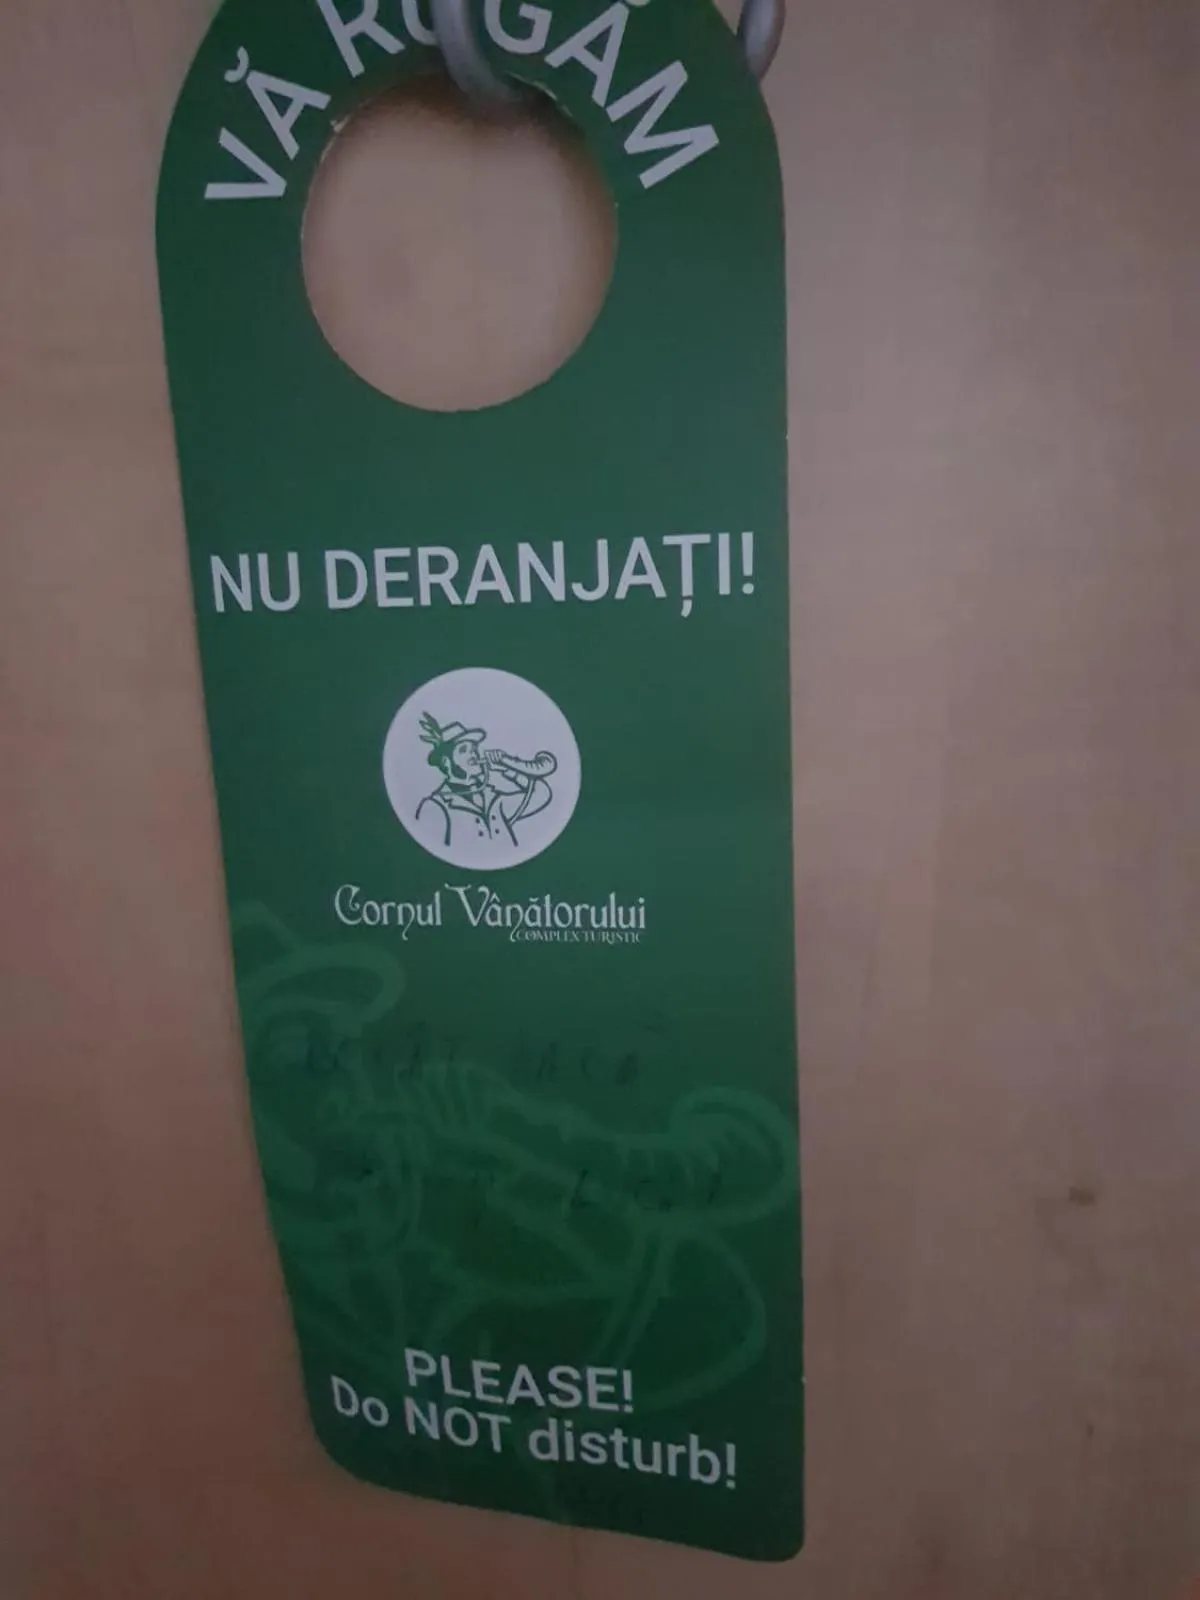 VĂ RUGĂM
NU DERANJAȚI!
Cornul Vânătorului
COMPLEX TURISTIC
PLEASE!
Do NOT disturb!